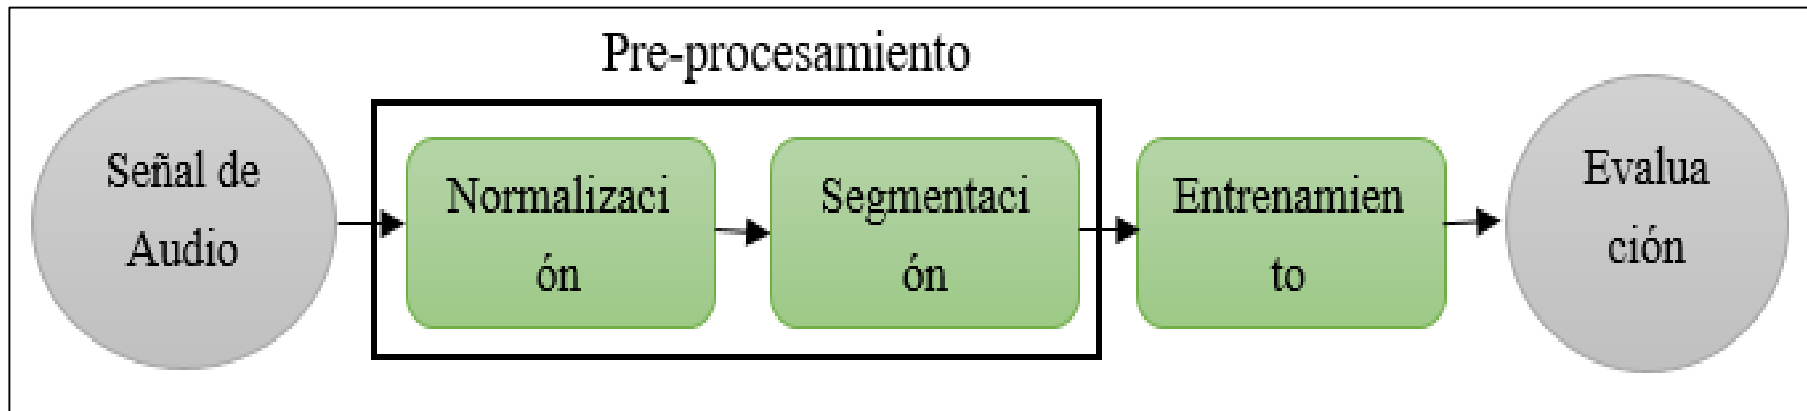 Pre-procesamiento
Señal de
Audio
Normalizaci
ón
Segmentaci
ón
Entrenamien
to
Evalua
ción